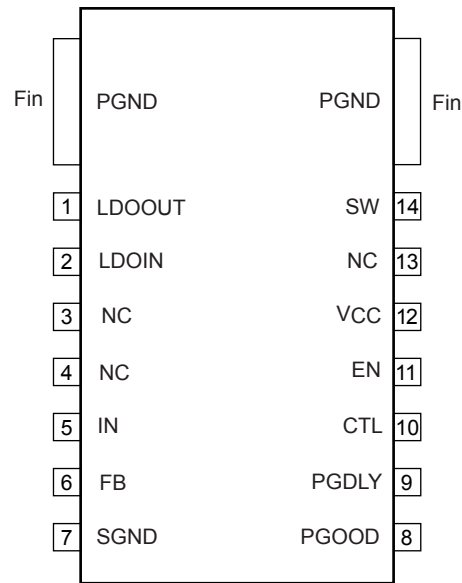 Fin PGND PGND Fin
1 LDOOUT SW 14
2 LDOIN NC 13
3 NC VCC 12
4 NC EN 11
5 IN CTL 10
6 FB PGDLY 9
7 SGND PGOOD 8